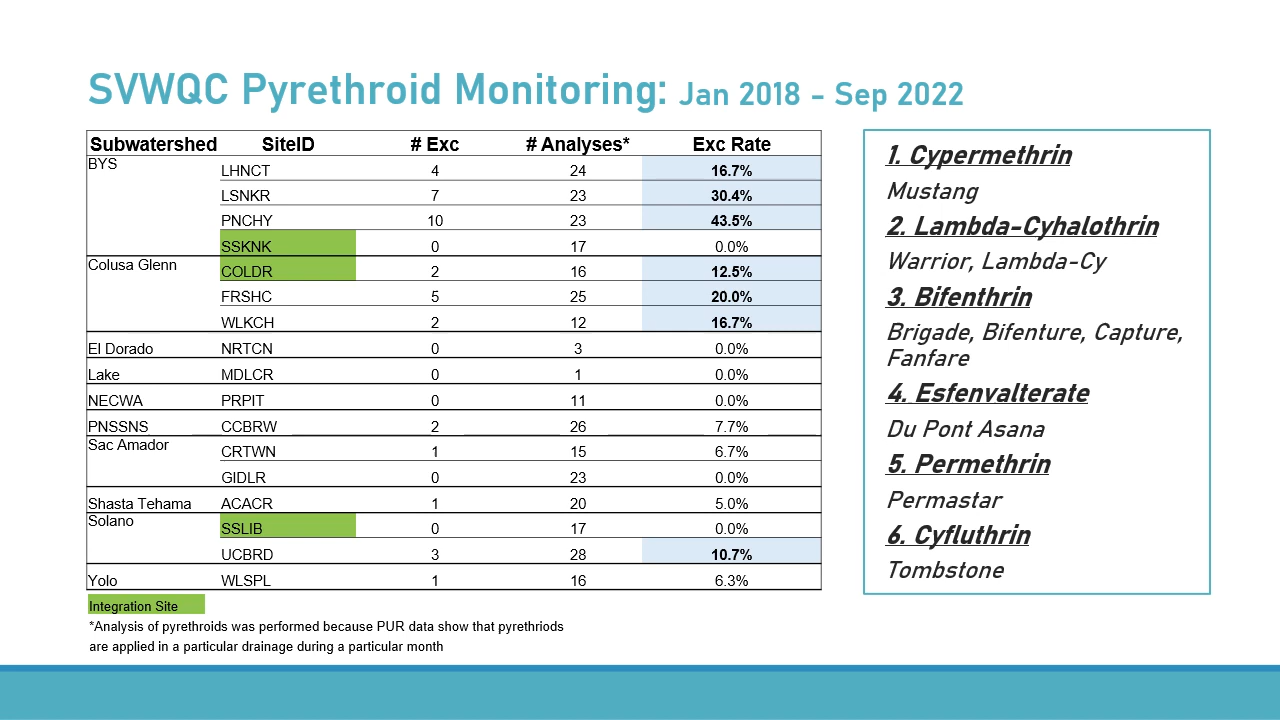 SVWQC Pyrethroid Monitoring: Jan 2018 - Sep 2022
Subwatershed SiteID # Exc # Analyses* Exc Rate
BYS LHNCT 4 24 16.7%
LSNKR 7 23 30.4%
PNCHY 10 23 43.5%
SSKNK 0 17 0.0%
Colusa Glenn COLDR 2 16 12.5%
FRSHC 5 25 20.0%
WLKCH 2 12 16.7%
El Dorado NRTCN 0 3 0.0%
Lake MDLCR 0 1 0.0%
NECWA PRPIT 0 11 0.0%
PNSSNS CCBRW 2 26 7.7%
Sac Amador CRTWN 1 15 6.7%
GIDLR 0 23 0.0%
Shasta Tehama ACACR 1 20 5.0%
Solano SSLIB 0 17 0.0%
UCBRD 3 28 10.7%
Yolo WLSPL 1 16 6.3%
Integration Site
*Analysis of pyrethroids was performed because PUR data show that pyrethriods
are applied in a particular drainage during a particular month
1. Cypermethrin
Mustang
2. Lambda-Cyhalothrin
Warrior, Lambda-Cy
3. Bifenthrin
Brigade, Bifenture, Capture,
Fanfare
4. Esfenvalterate
Du Pont Asana
5. Permethrin
Permastar
6. Cyfluthrin
Tombstone